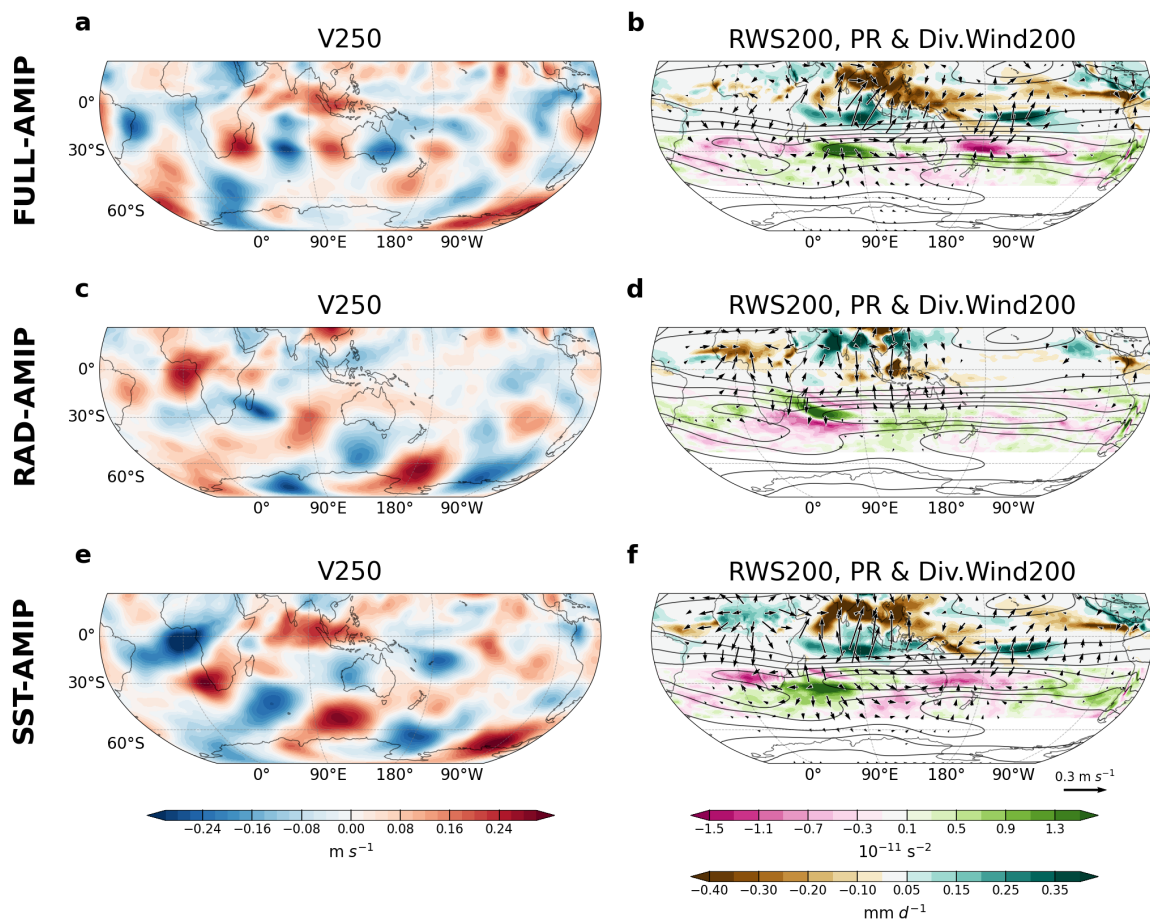 a
V250
b
RWS200, PR & Div.Wind200
FULL-AMIP
0°
30°S
60°S
0° 90°E 180° 90°W
0° 90°E 180° 90°W
c
V250
d
RWS200, PR & Div.Wind200
RAD-AMIP
0°
30°S
60°S
0° 90°E 180° 90°W
0° 90°E 180° 90°W
e
V250
f
RWS200, PR & Div.Wind200
SST-AMIP
0°
30°S
60°S
0° 90°E 180° 90°W
0° 90°E 180° 90°W
0.3 m s⁻¹
−0.24 −0.16 −0.08 0.00 0.08 0.16 0.24
m s⁻¹
−1.5 −1.1 −0.7 −0.3 0.1 0.5 0.9 1.3
10⁻¹¹ s⁻²
−0.40 −0.30 −0.20 −0.10 0.05 0.15 0.25 0.35
mm d⁻¹